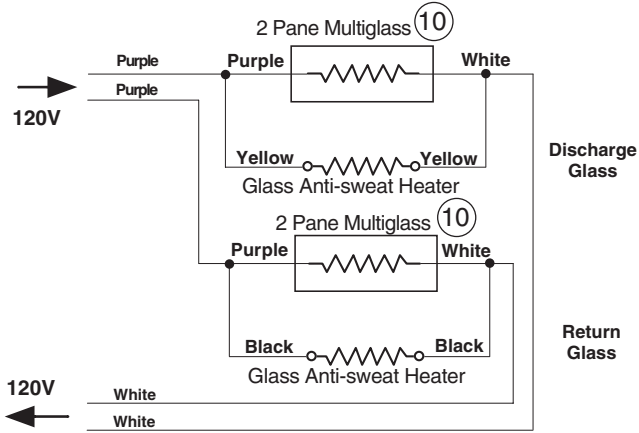 2 Pane Multiglass 10
Purple Purple White
Purple
120V
Yellow Yellow
Glass Anti-sweat Heater
Discharge
Glass
2 Pane Multiglass 10
Purple White
Black Black
Glass Anti-sweat Heater
Return
Glass
120V
White
White